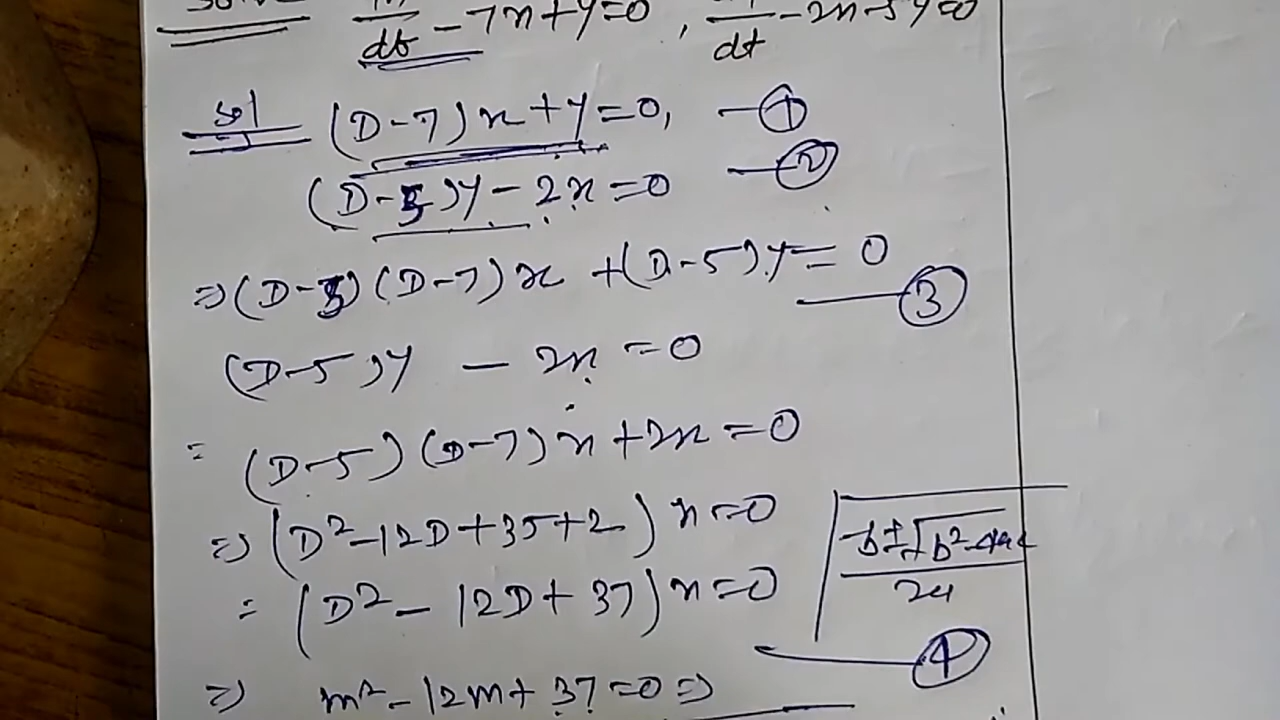 dt - 7x + y = 0, dt - 2x - 5y = 0
Sol (D-7)x + y = 0, — ①
(D-5)y - 2x = 0 — ②
⇒ (D-5)(D-7)x + (D-5)y = 0 — ③
(D-5)y - 2x = 0
= (D-5)(D-7)x + 2x = 0
⇒ (D²-12D+35+2)x = 0
-b±√b²-4ac
2a
= (D² - 12D + 37)x = 0 — ④
⇒ m² - 12m + 37 = 0 ⇒